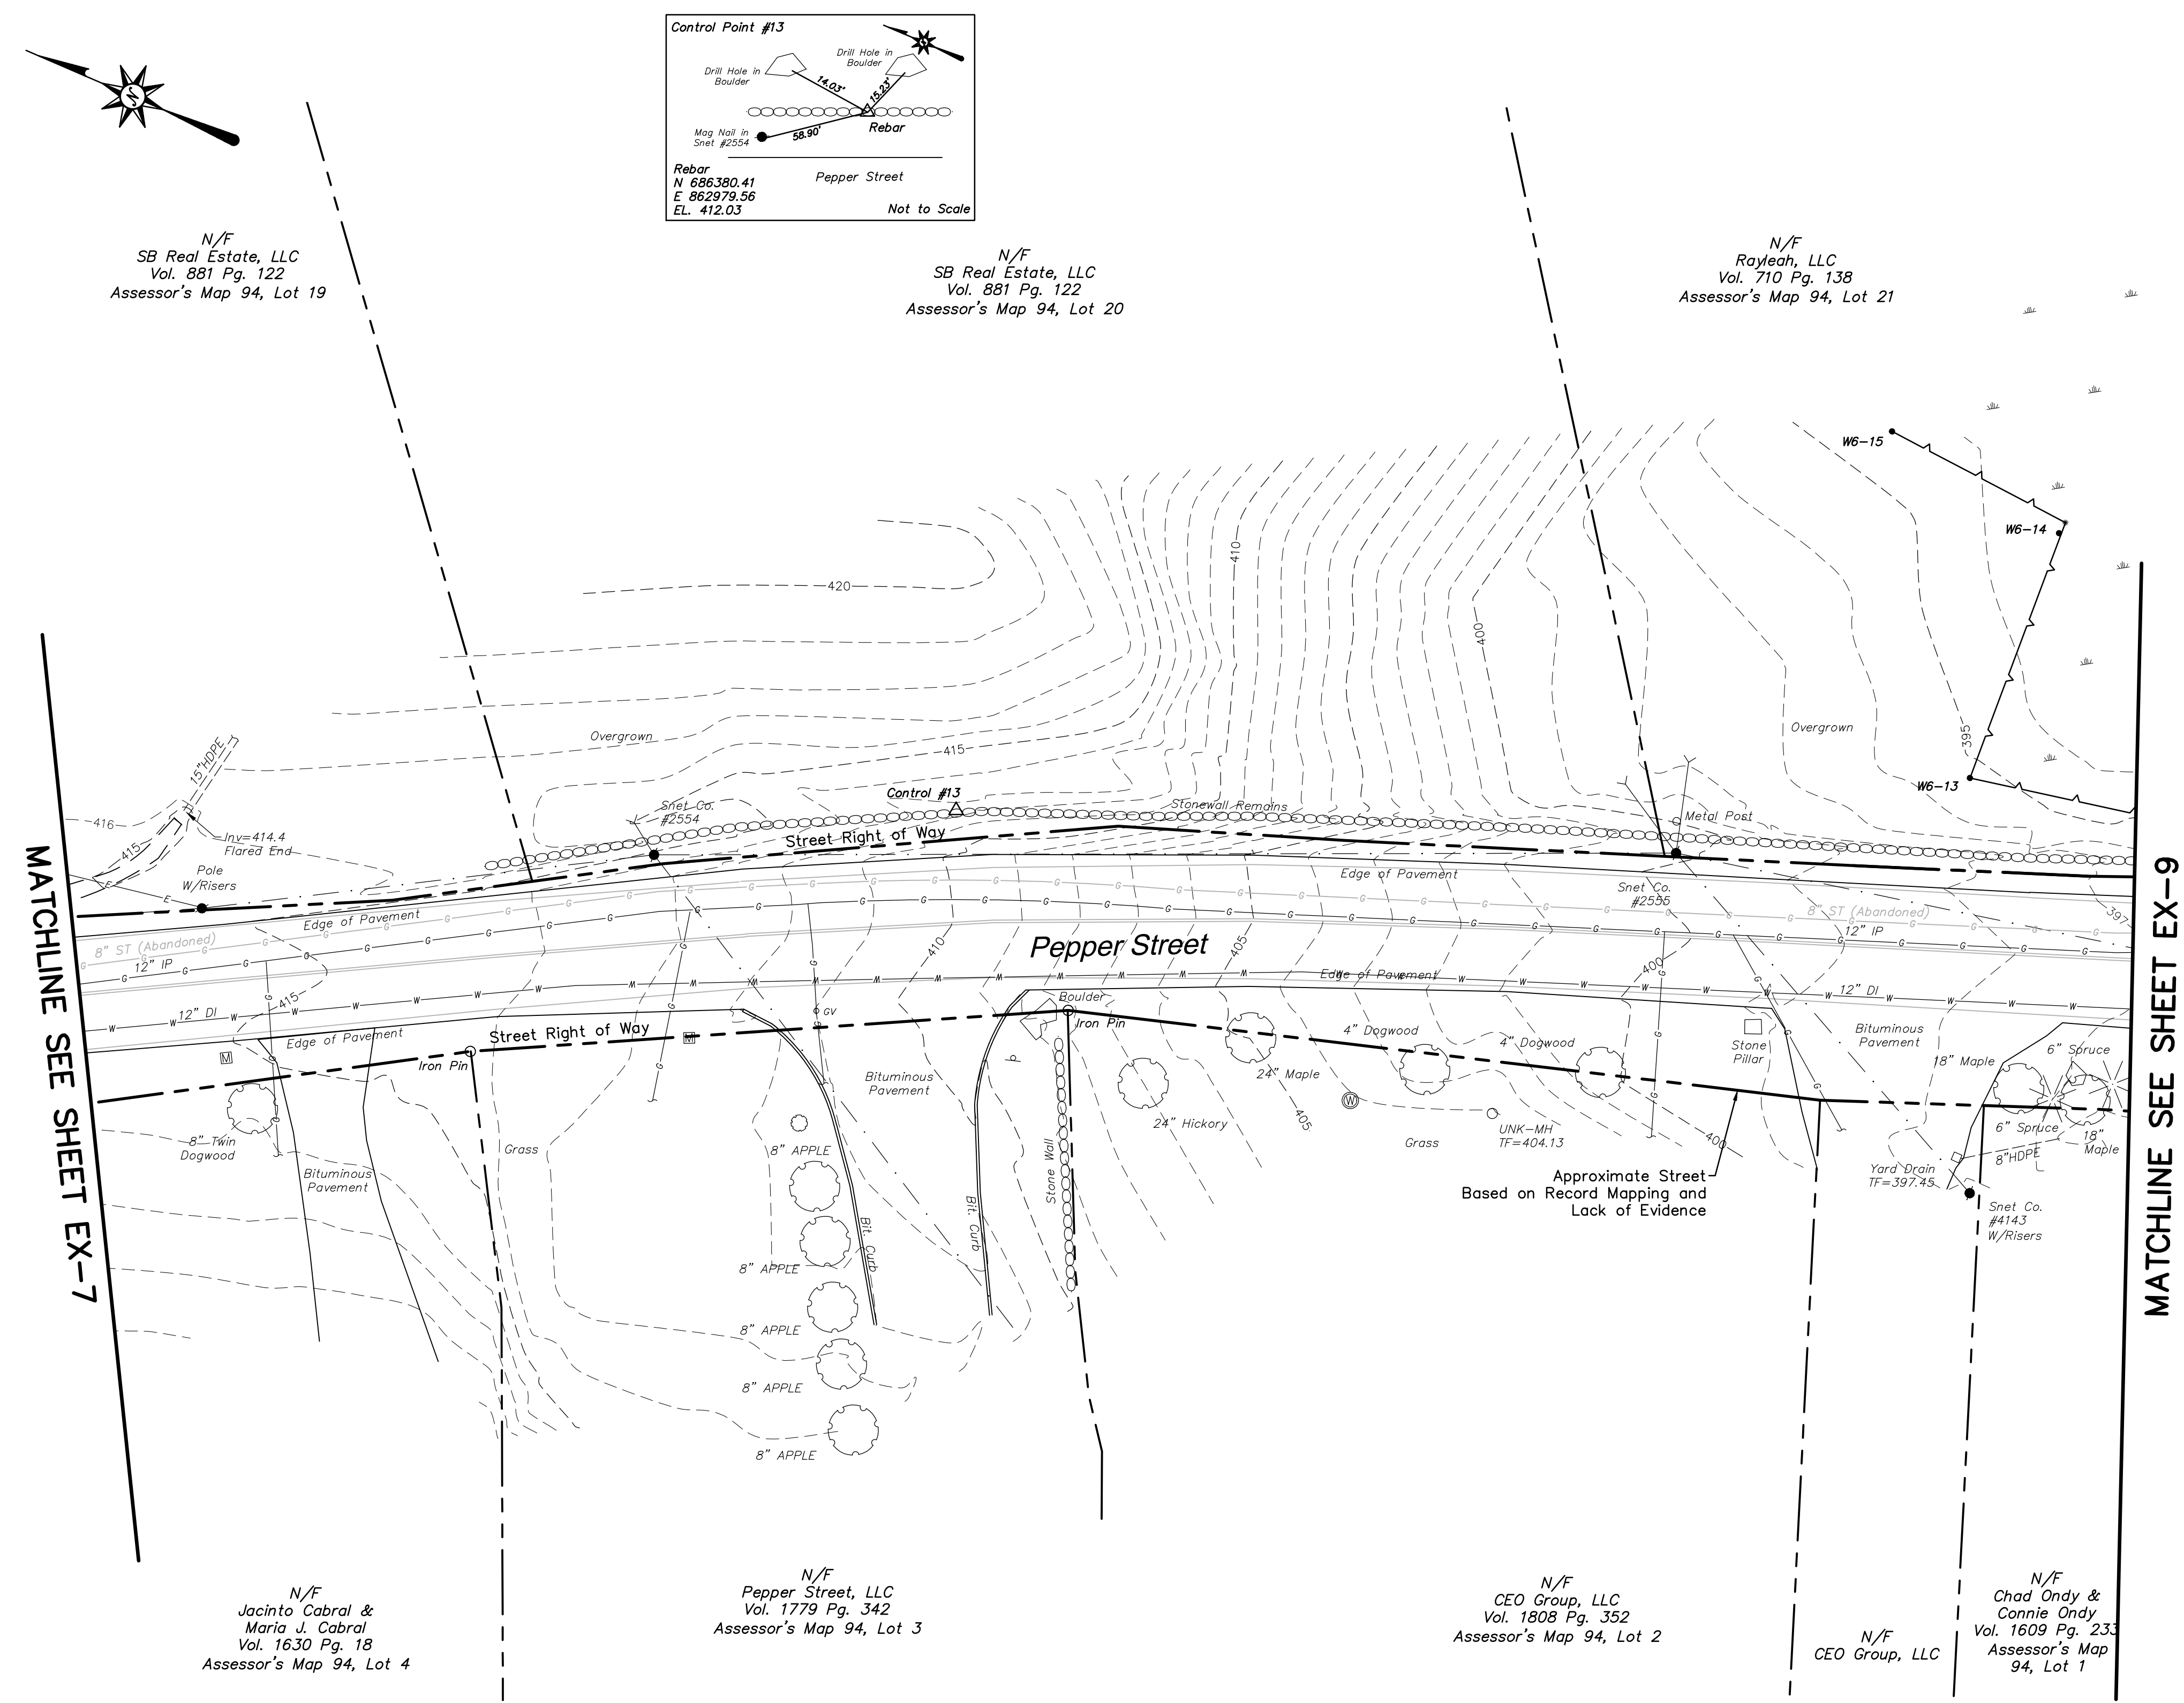 Control Point #13
Drill Hole in
Boulder
Drill Hole in
Boulder
14.03'
15.23'
Mag Nail in
Snet #2554
58.90'
Rebar
Rebar
N 686380.41
E 862979.56
EL. 412.03
Pepper Street
Not to Scale
N
N/F
SB Real Estate, LLC
Vol. 881 Pg. 122
Assessor's Map 94, Lot 19
N/F
SB Real Estate, LLC
Vol. 881 Pg. 122
Assessor's Map 94, Lot 20
N/F
Rayleah, LLC
Vol. 710 Pg. 138
Assessor's Map 94, Lot 21
W6-15
W6-14
W6-13
420
410
400
395
415
Overgrown
Overgrown
15"HDPE
416
415
Inv=414.4
Flared End
Pole
W/Risers
E
E
Snet Co.
#2554
Control #13
Stonewall Remains
Street Right of Way
Metal Post
Edge of Pavement
Snet Co.
#2555
Edge of Pavement
8" ST (Abandoned)
8" ST (Abandoned)
12" IP
12" IP
397
410
405
400
415
Pepper Street
Edge of Pavement
12" DI
12" DI
Edge of Pavement
Street Right of Way
Iron Pin
GV
Boulder
Iron Pin
M
M
8" Twin
Dogwood
Bituminous
Pavement
Grass
8" APPLE
8" APPLE
8" APPLE
8" APPLE
8" APPLE
Bituminous
Pavement
Bit. Curb
Bit. Curb
Stone Wall
24" Hickory
24" Maple
405
4" Dogwood
4" Dogwood
W
UNK-MH
TF=404.13
Grass
400
Stone
Pillar
Bituminous
Pavement
18" Maple
6" Spruce
6" Spruce
18"
Maple
8"HDPE
Yard Drain
TF=397.45
Snet Co.
#4143
W/Risers
Approximate Street
Based on Record Mapping and
Lack of Evidence
MATCHLINE SEE SHEET EX-7
MATCHLINE SEE SHEET EX-9
N/F
Jacinto Cabral &
Maria J. Cabral
Vol. 1630 Pg. 18
Assessor's Map 94, Lot 4
N/F
Pepper Street, LLC
Vol. 1779 Pg. 342
Assessor's Map 94, Lot 3
N/F
CEO Group, LLC
Vol. 1808 Pg. 352
Assessor's Map 94, Lot 2
N/F
CEO Group, LLC
N/F
Chad Ondy &
Connie Ondy
Vol. 1609 Pg. 233
Assessor's Map
94, Lot 1